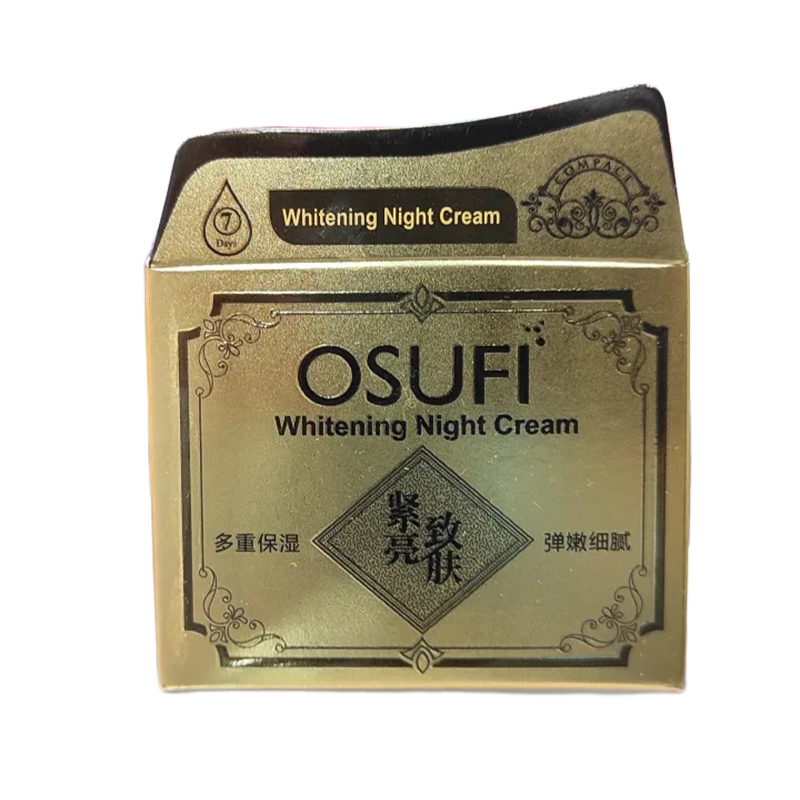 COMPACT
7
Days
Whitening Night Cream
OSUFI
Whitening Night Cream
多重保湿
紧致
亮肤
弹嫩细腻